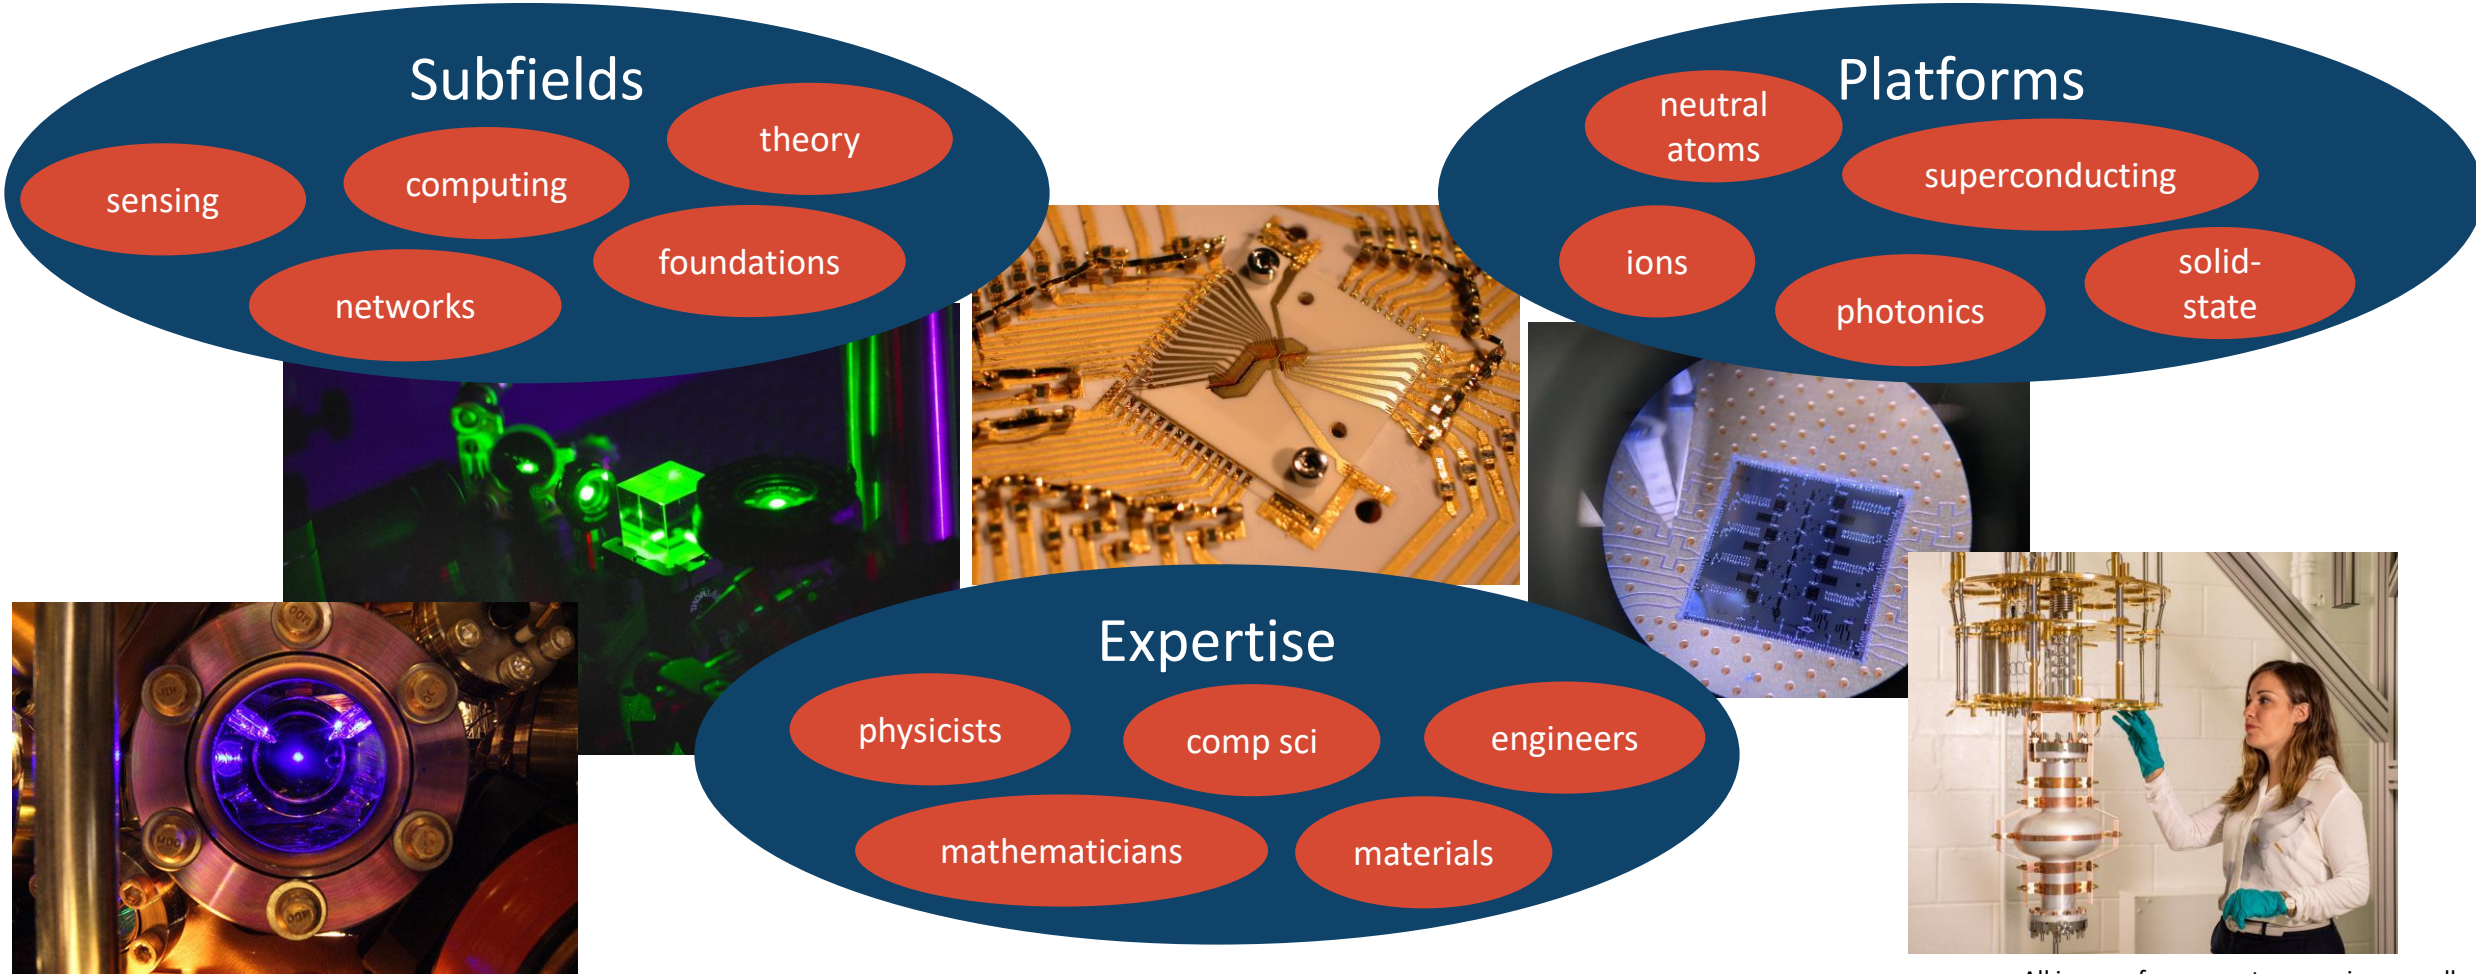 Subfields
theory
computing
sensing
foundations
networks
Platforms
neutral
atoms
superconducting
ions
solid-
state
photonics
Expertise
physicists
comp sci
engineers
mathematicians
materials